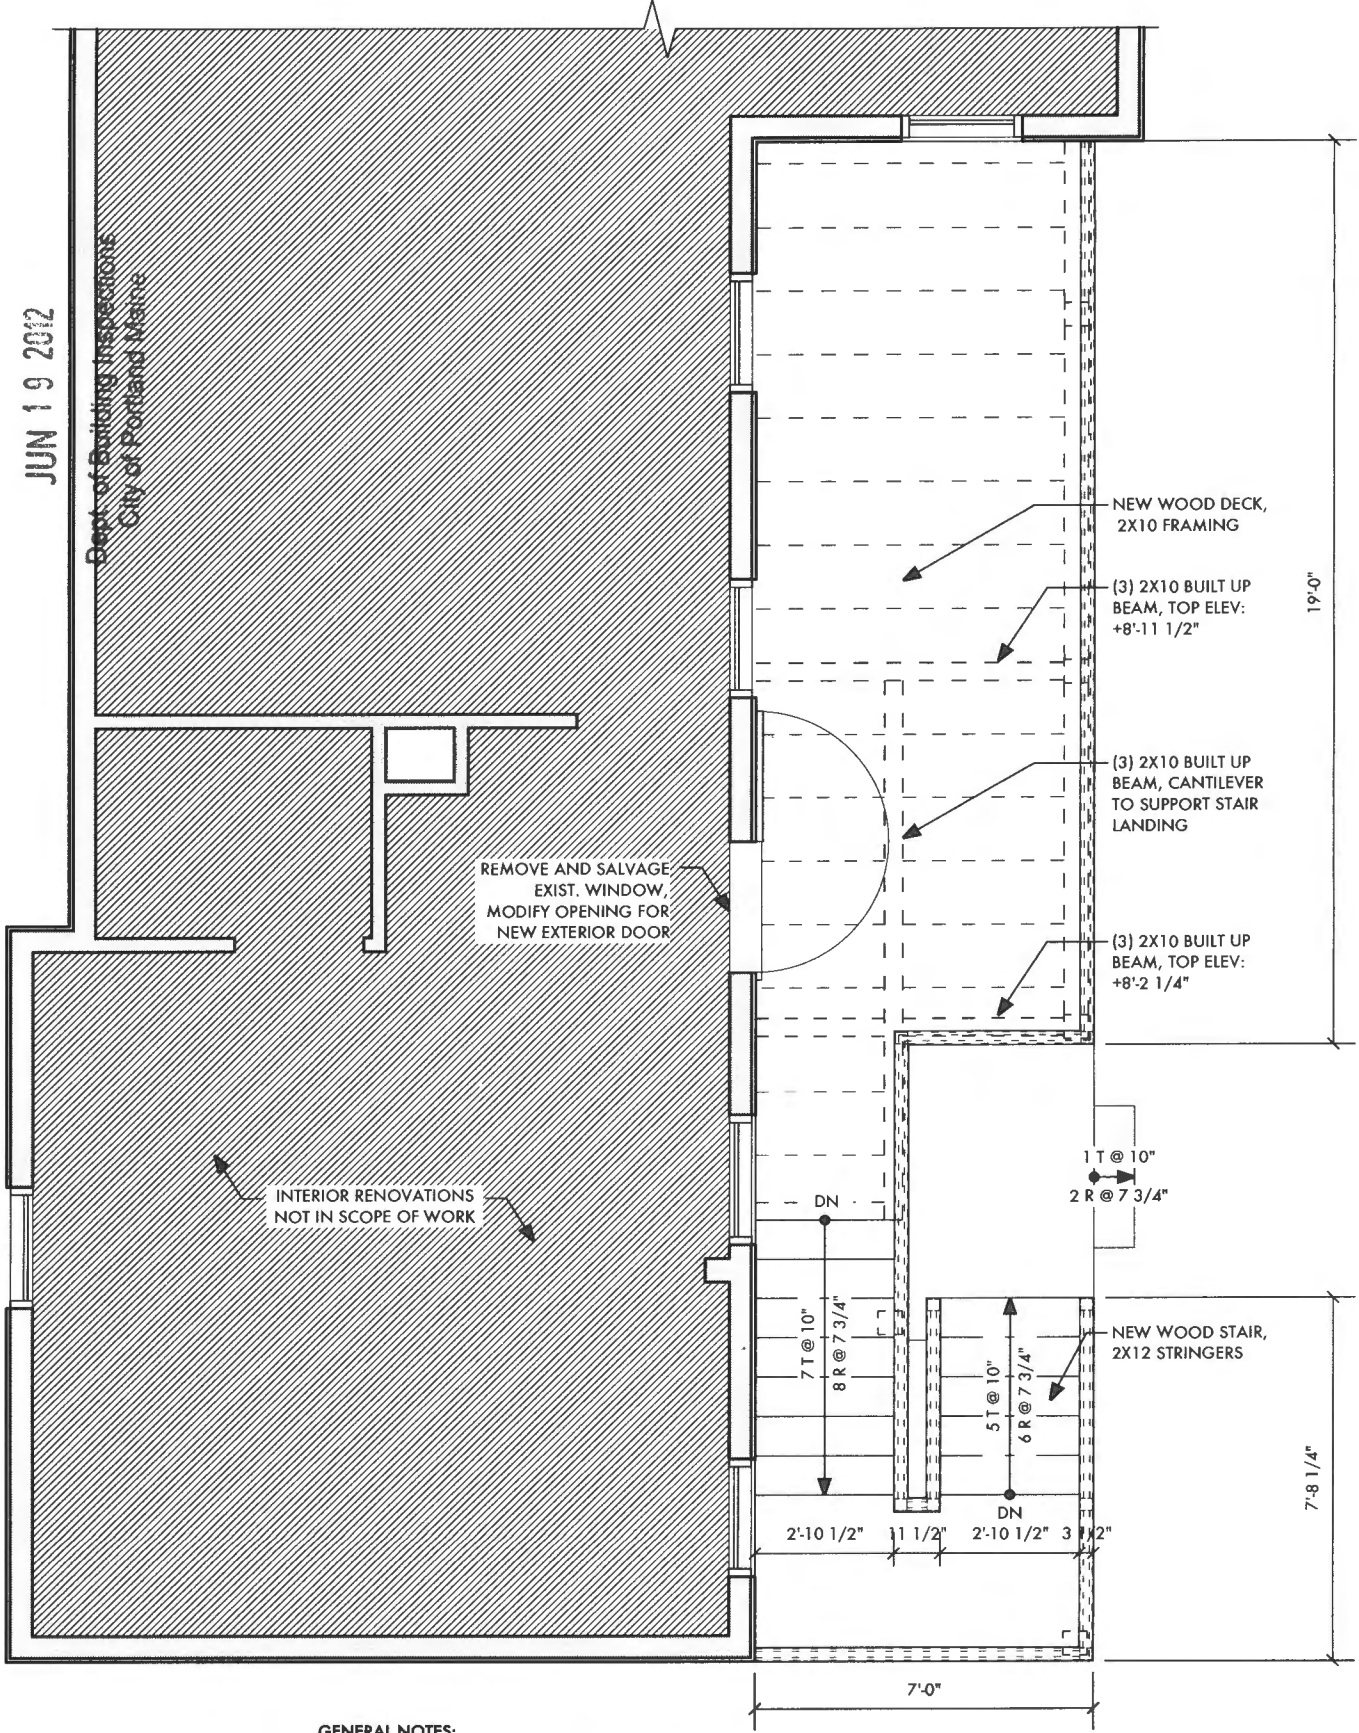 JUN 19 2012
Dept. of Building Inspections
City of Portland Maine
NEW WOOD DECK,
2X10 FRAMING
(3) 2X10 BUILT UP
BEAM, TOP ELEV:
+8'-11 1/2"
19'-0"
(3) 2X10 BUILT UP
BEAM, CANTILEVER
TO SUPPORT STAIR
LANDING
REMOVE AND SALVAGE
EXIST. WINDOW,
MODIFY OPENING FOR
NEW EXTERIOR DOOR
(3) 2X10 BUILT UP
BEAM, TOP ELEV:
+8'-2 1/4"
1 T @ 10"
2 R @ 7 3/4"
INTERIOR RENOVATIONS
NOT IN SCOPE OF WORK
DN
7 T @ 10"
8 R @ 7 3/4"
5 T @ 10"
6 R @ 7 3/4"
NEW WOOD STAIR,
2X12 STRINGERS
7'-8 1/4"
DN
2'-10 1/2" 11 1/2" 2'-10 1/2" 3 1/2"
7'-0"
GENERAL NOTES: